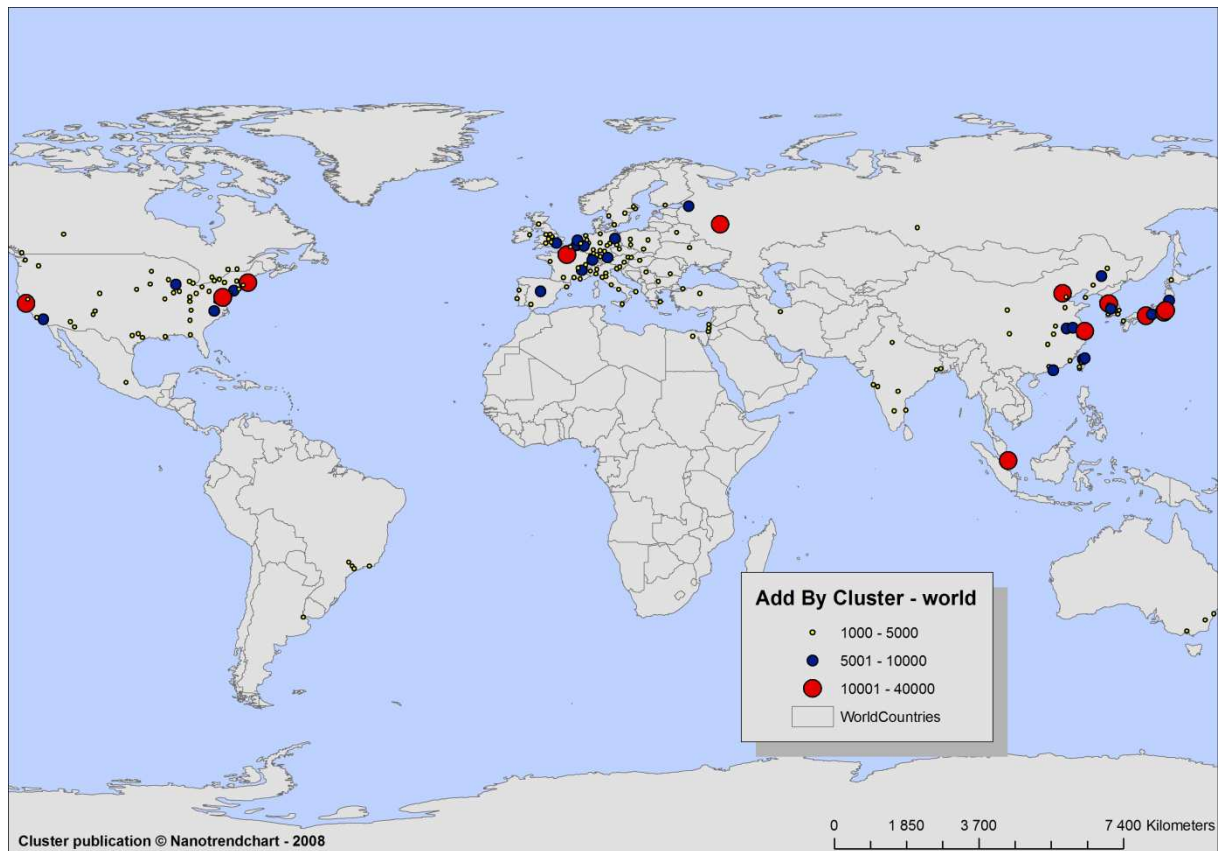 Add By Cluster - world
1000 - 5000
5001 - 10000
10001 - 40000
WorldCountries
Cluster publication © Nanotrendchart - 2008
0 1 850 3 700 7 400 Kilometers